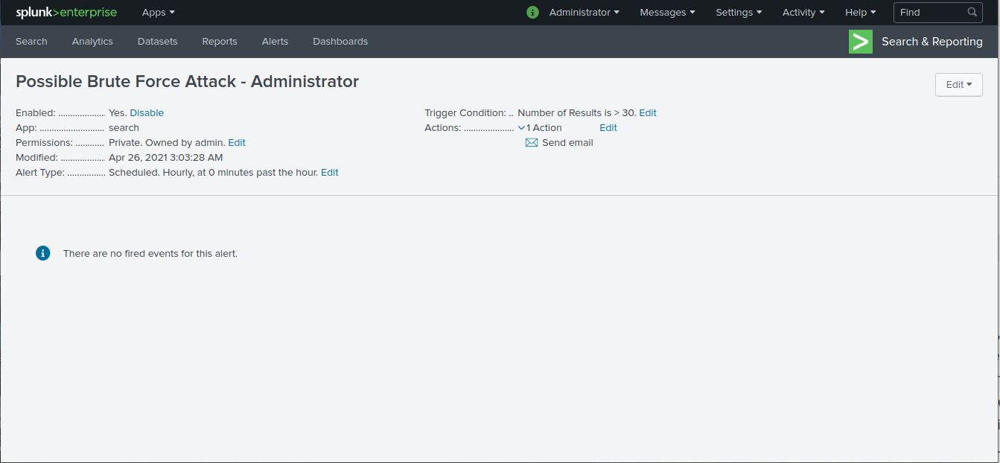 splunk>enterprise Apps Administrator Messages Settings Activity Help Find
Search Analytics Datasets Reports Alerts Dashboards Search & Reporting
Possible Brute Force Attack - Administrator
Edit
Enabled: .................... Yes. Disable
App: ........................... search
Permissions: ............ Private. Owned by admin. Edit
Modified: ................... Apr 26, 2021 3:03:28 AM
Alert Type: ................ Scheduled. Hourly, at 0 minutes past the hour. Edit
Trigger Condition: .. Number of Results is > 30. Edit
Actions: ..................... 1 Action Edit
Send email
There are no fired events for this alert.